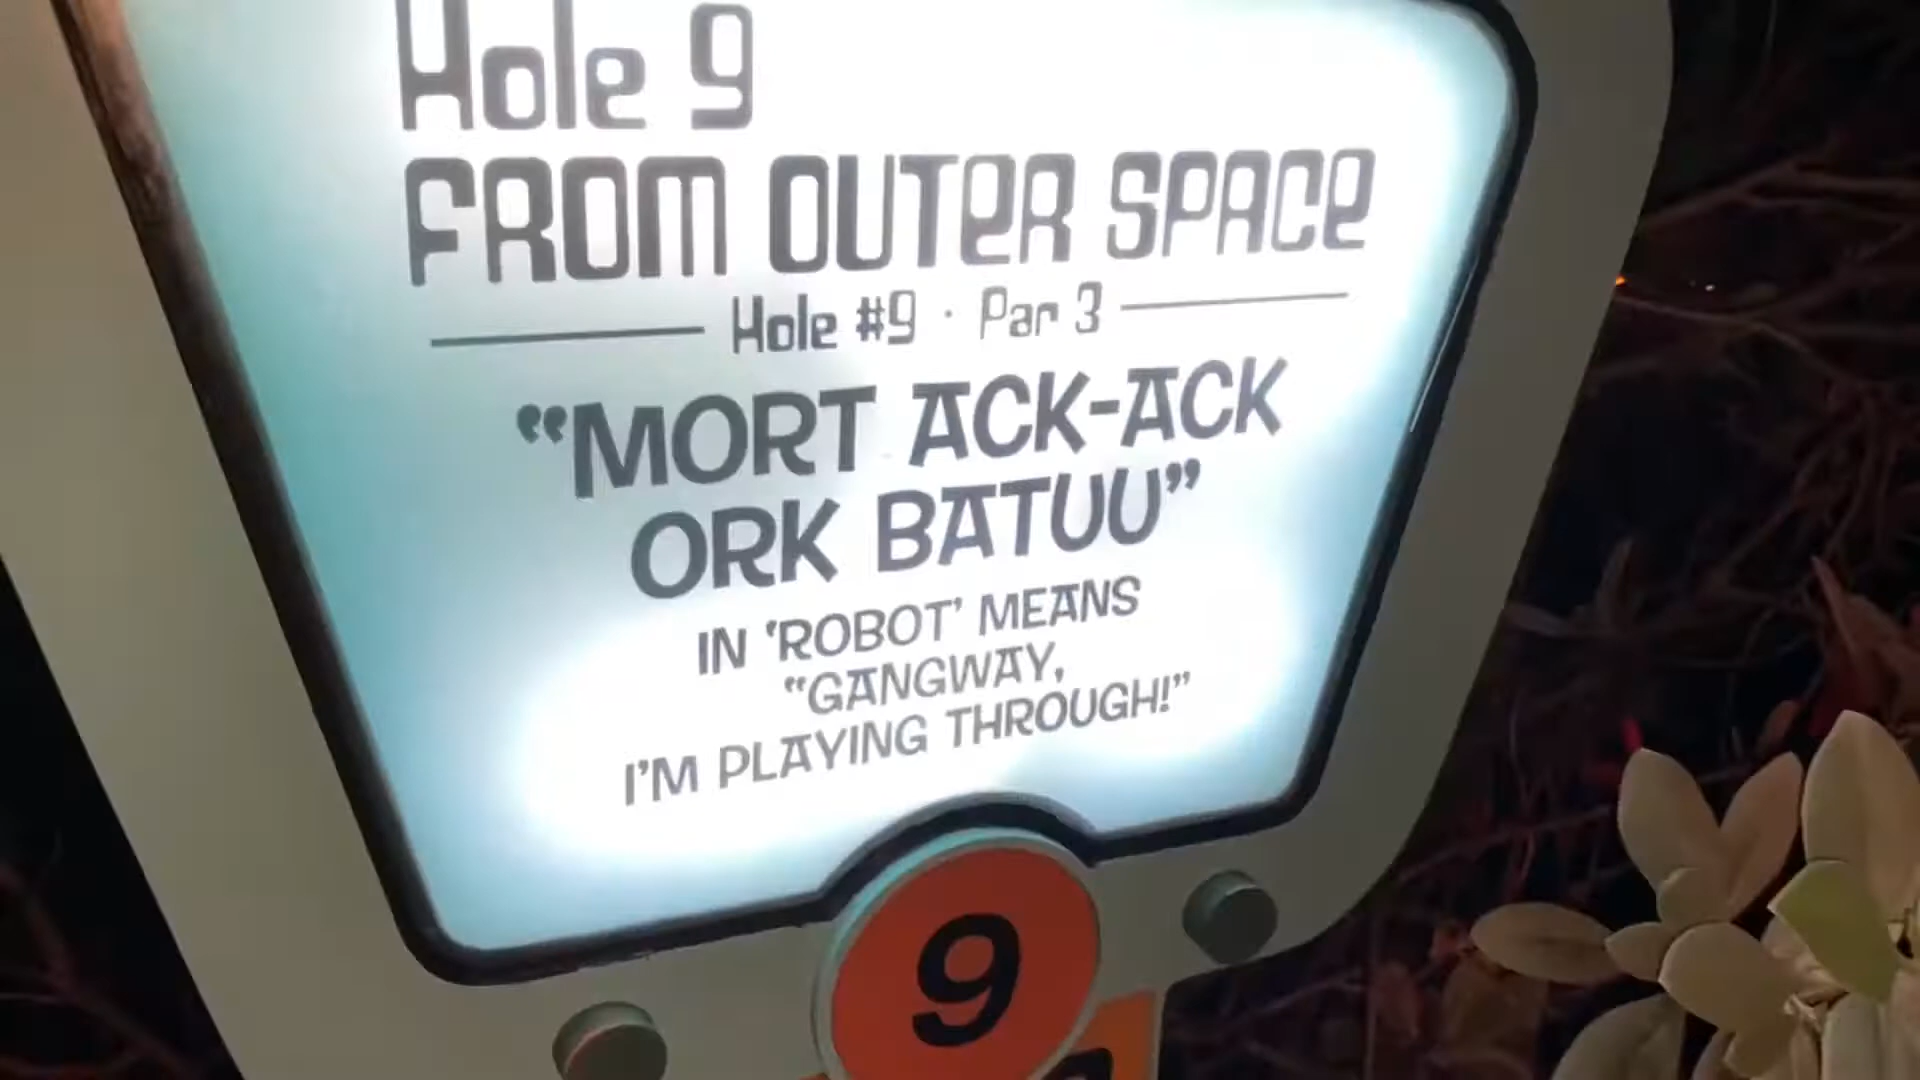 Hole 9
FROM OUTER SPACE
Hole #9 · Par 3
“MORT ACK-ACK
ORK BATUU”
IN ‘ROBOT’ MEANS
“GANGWAY,
I’M PLAYING THROUGH!”
9